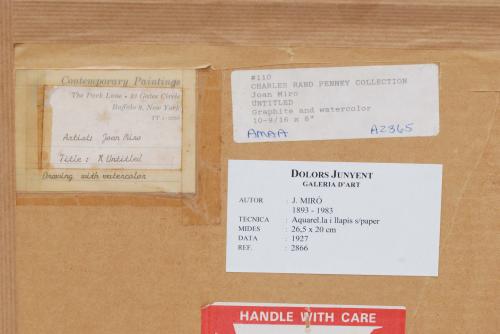 Contemporary Paintings
The Park Lane • 33 Gates Circle
Buffalo 9, New York
Artist: Joan Miro
Title: X Untitled
Drawing with watercolor
#110
CHARLES RAND PENNEY COLLECTION
Joan Miro
UNTITLED
Graphite and watercolor
10-9/16 x 8"
AMAA A2365
DOLORS JUNYENT
GALERIA D'ART
AUTOR : J. MIRÓ
1893 - 1983
TECNICA : Aquarel.la i llapis s/paper
MIDES : 26,5 x 20 cm
DATA : 1927
REF. : 2866
HANDLE WITH CARE